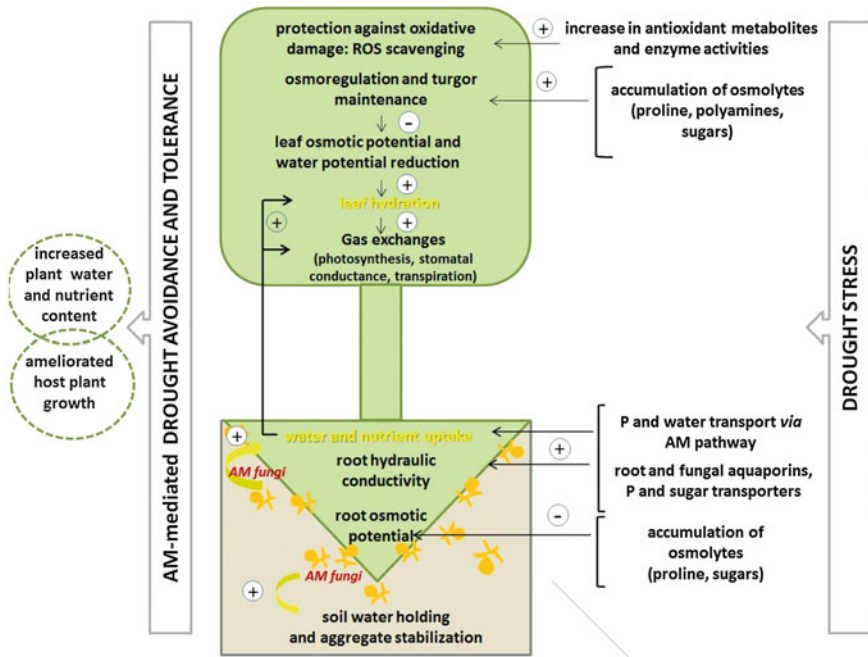 protection against oxidative
damage: ROS scavenging
+
increase in antioxidant metabolites
and enzyme activities
osmoregulation and turgor
maintenance
+
accumulation of osmolytes
(proline, polyamines,
sugars)
-
leaf osmotic potential and
water potential reduction
+
leaf hydration
+
+
Gas exchanges
(photosynthesis, stomatal
conductance, transpiration)
increased
plant water
and nutrient
content
ameliorated
host plant
growth
AM-mediated DROUGHT AVOIDANCE AND TOLERANCE
DROUGHT STRESS
+
water and nutrient uptake
AM fungi
root hydraulic
conductivity
+
P and water transport via
AM pathway
root and fungal aquaporins,
P and sugar transporters
root osmotic
potential
-
accumulation of
osmolytes
(proline, sugars)
AM fungi
+
soil water holding
and aggregate stabilization